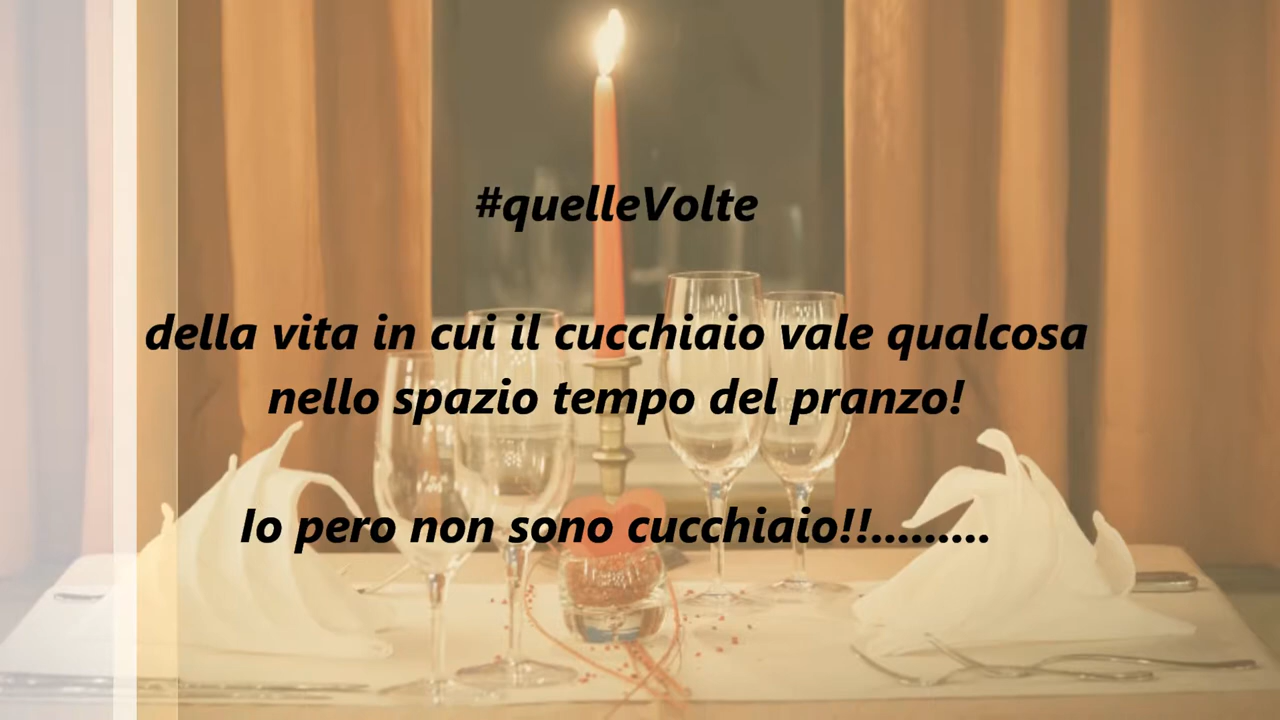 #quelleVolte
della vita in cui il cucchiaio vale qualcosa
nello spazio tempo del pranzo!
Io pero non sono cucchiaio!!.........